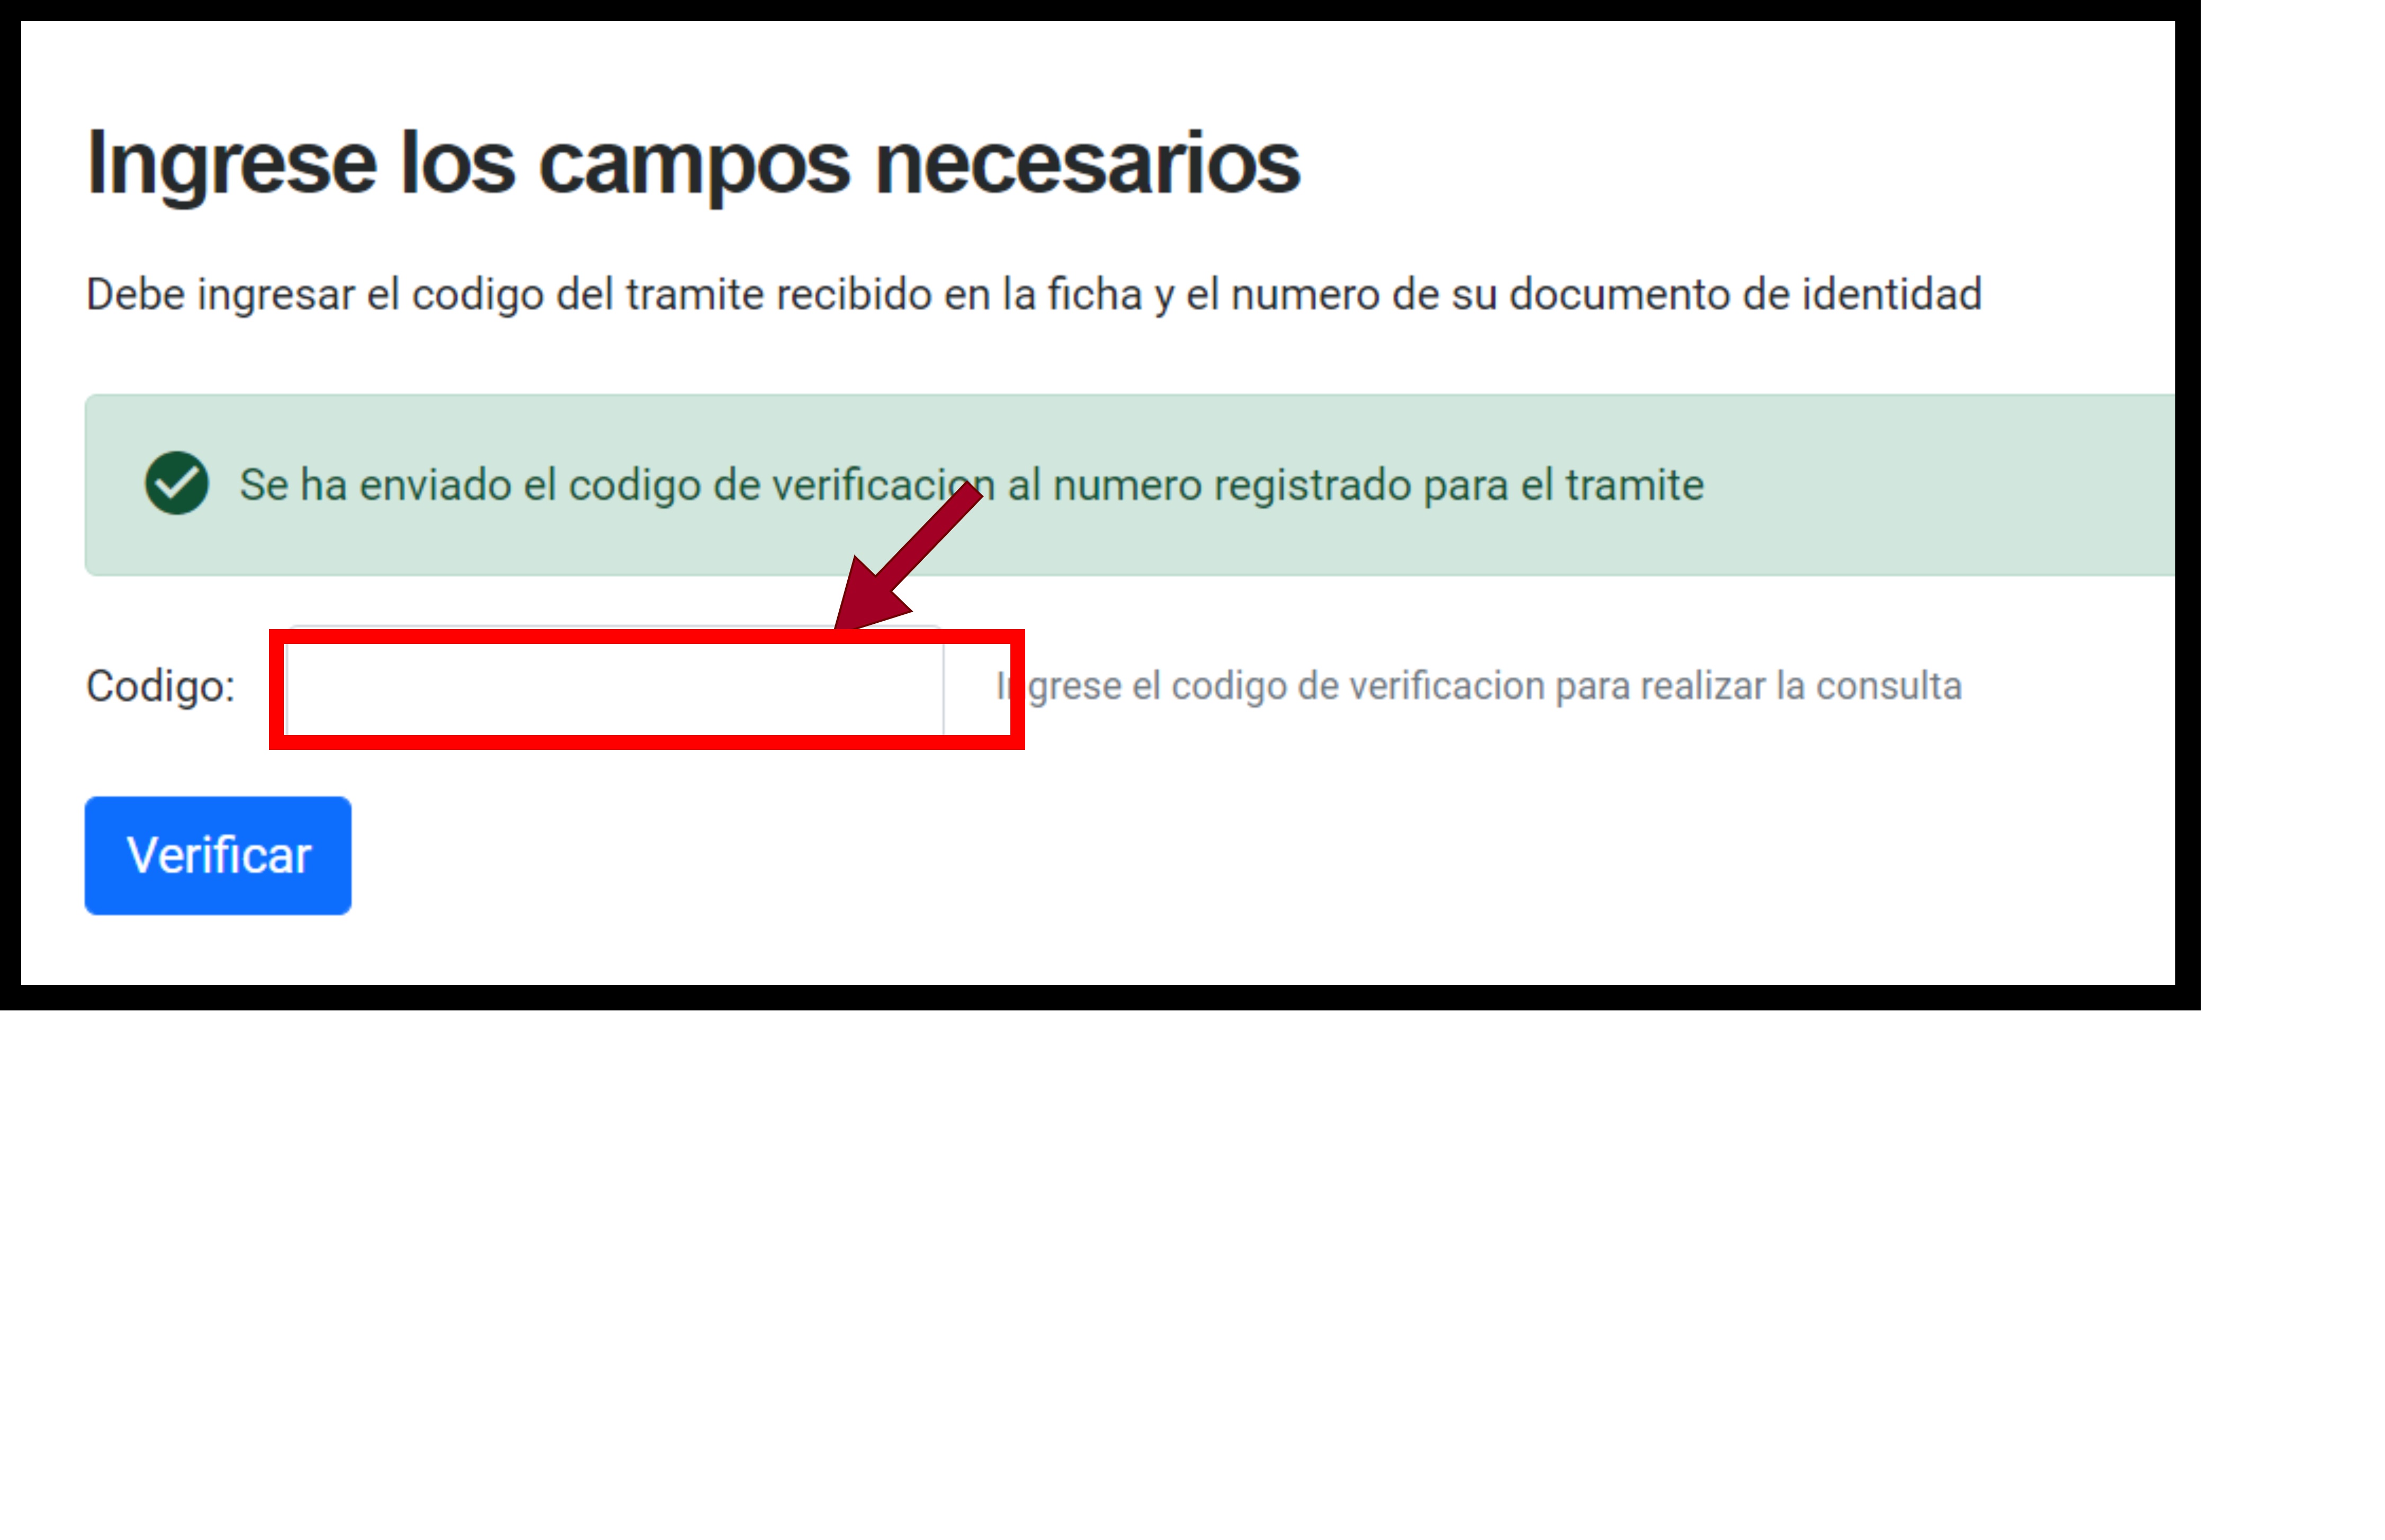 Ingrese los campos necesarios
Debe ingresar el codigo del tramite recibido en la ficha y el numero de su documento de identidad
Se ha enviado el codigo de verificacion al numero registrado para el tramite
Codigo:
Ingrese el codigo de verificacion para realizar la consulta
Verificar